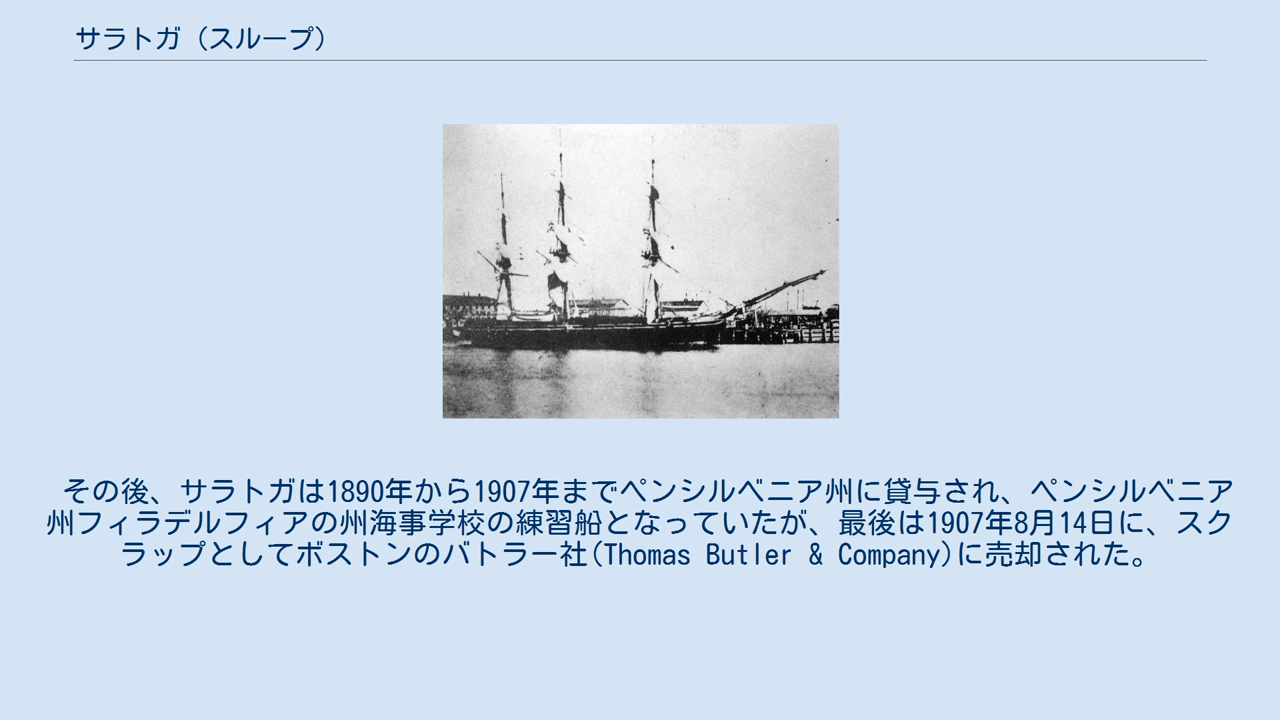 サラトガ（スループ）
その後、サラトガは1890年から1907年までペンシルベニア州に貸与され、ペンシルベニア
州フィラデルフィアの州海事学校の練習船となっていたが、最後は1907年8月14日に、スク
ラップとしてボストンのバトラー社(Thomas Butler & Company)に売却された。